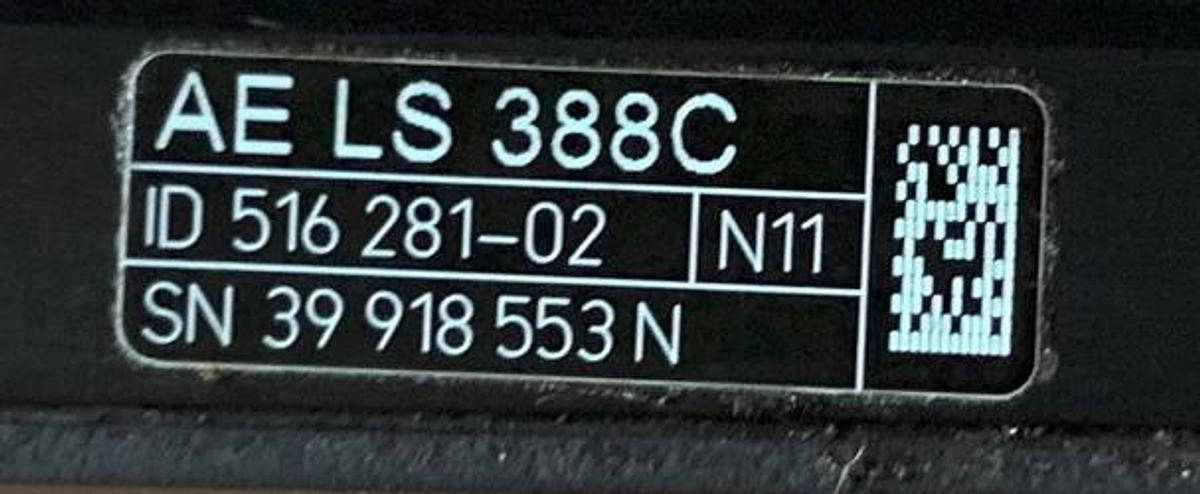 AE LS 388C
ID 516 281-02 N11
SN 39 918 553 N